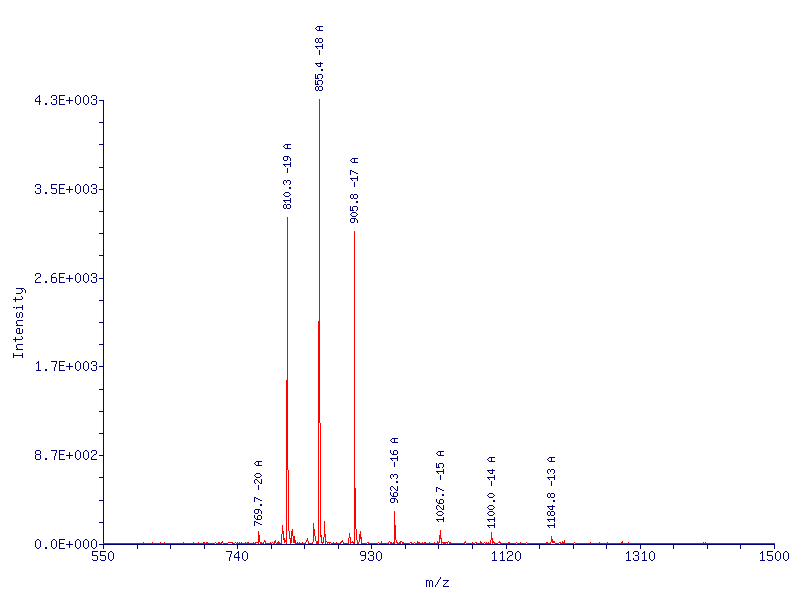 855.4 -18 A
4.3E+003
810.3 -19 A
905.8 -17 A
3.5E+003
2.6E+003
Intensity
1.7E+003
8.7E+002
769.7 -20 A
962.3 -16 A
1026.7 -15 A
1100.0 -14 A
1184.8 -13 A
0.0E+000
550 740 930 1120 1310 1500
m/z